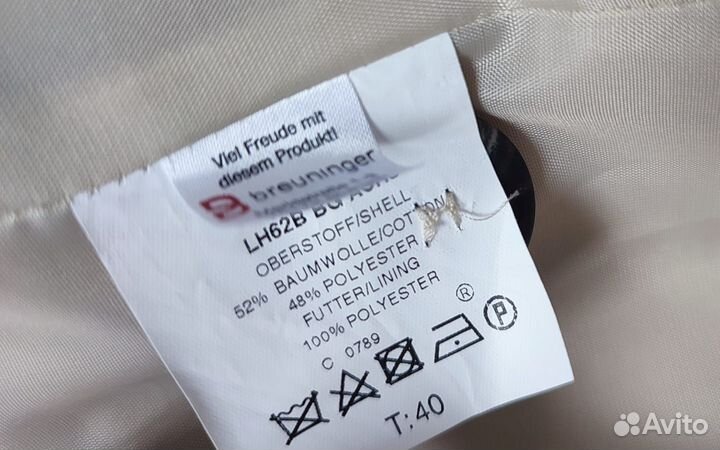 Viel Freude mit
diesem Produkt!
breuninger
LH62B BG
OBERSTOFF/SHELL
52% BAUMWOLLE/COTTON
48% POLYESTER
FUTTER/LINING
100% POLYESTER
C 0789
®
P
T: 40
Avito